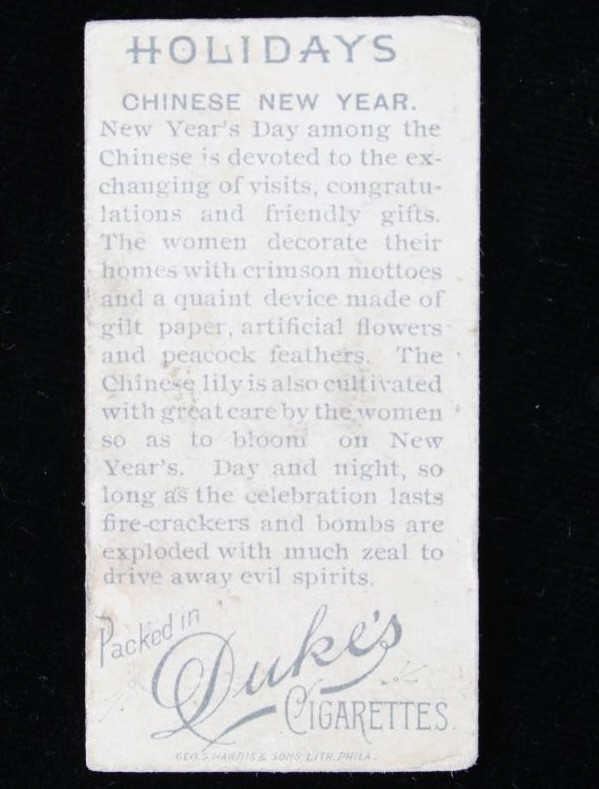 HOLIDAYS
CHINESE NEW YEAR.
New Year's Day among the
Chinese is devoted to the ex-
changing of visits, congratu-
lations and friendly gifts.
The women decorate their
homes with crimson mottoes
and a quaint device made of
gilt paper, artificial flowers
and peacock feathers. The
Chinese lily is also cultivated
with great care by the women
so as to bloom on New
Year's. Day and night, so
long as the celebration lasts
fire-crackers and bombs are
exploded with much zeal to
drive away evil spirits.
Packed in
Duke's
CIGARETTES.
GEO. S. HARRIS & SONS, LITH. PHILA.